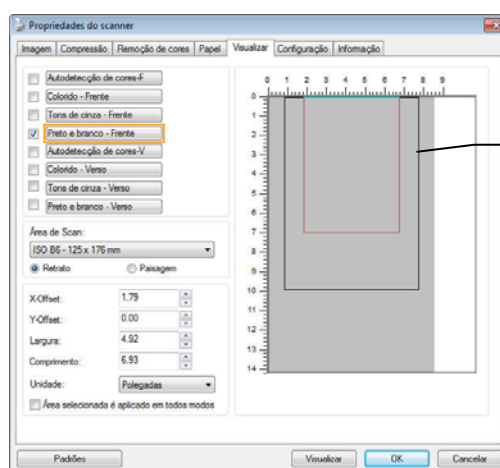 Propriedades do scanner
Imagem Compressão Remoção de cores Papel Visualizar Configuração Informação
Autodetecção de cores-F
Colorido - Frente
Tons de cinza - Frente
Preto e branco - Frente
Autodetecção de cores-V
Colorido - Verso
Tons de cinza - Verso
Preto e branco - Verso
Área de Scan:
ISO B6 - 125 x 176 mm
Retrato Paisagem
X-Offset: 1.79
Y-Offset: 0.00
Largura: 4.92
Comprimento: 6.93
Unidade: Polegadas
Área selecionada é aplicado em todos modos
0 1 2 3 4 5 6 7 8 9
0
1
2
3
4
5
6
7
8
9
10
11
12
13
14
Padrões Visualizar OK Cancelar